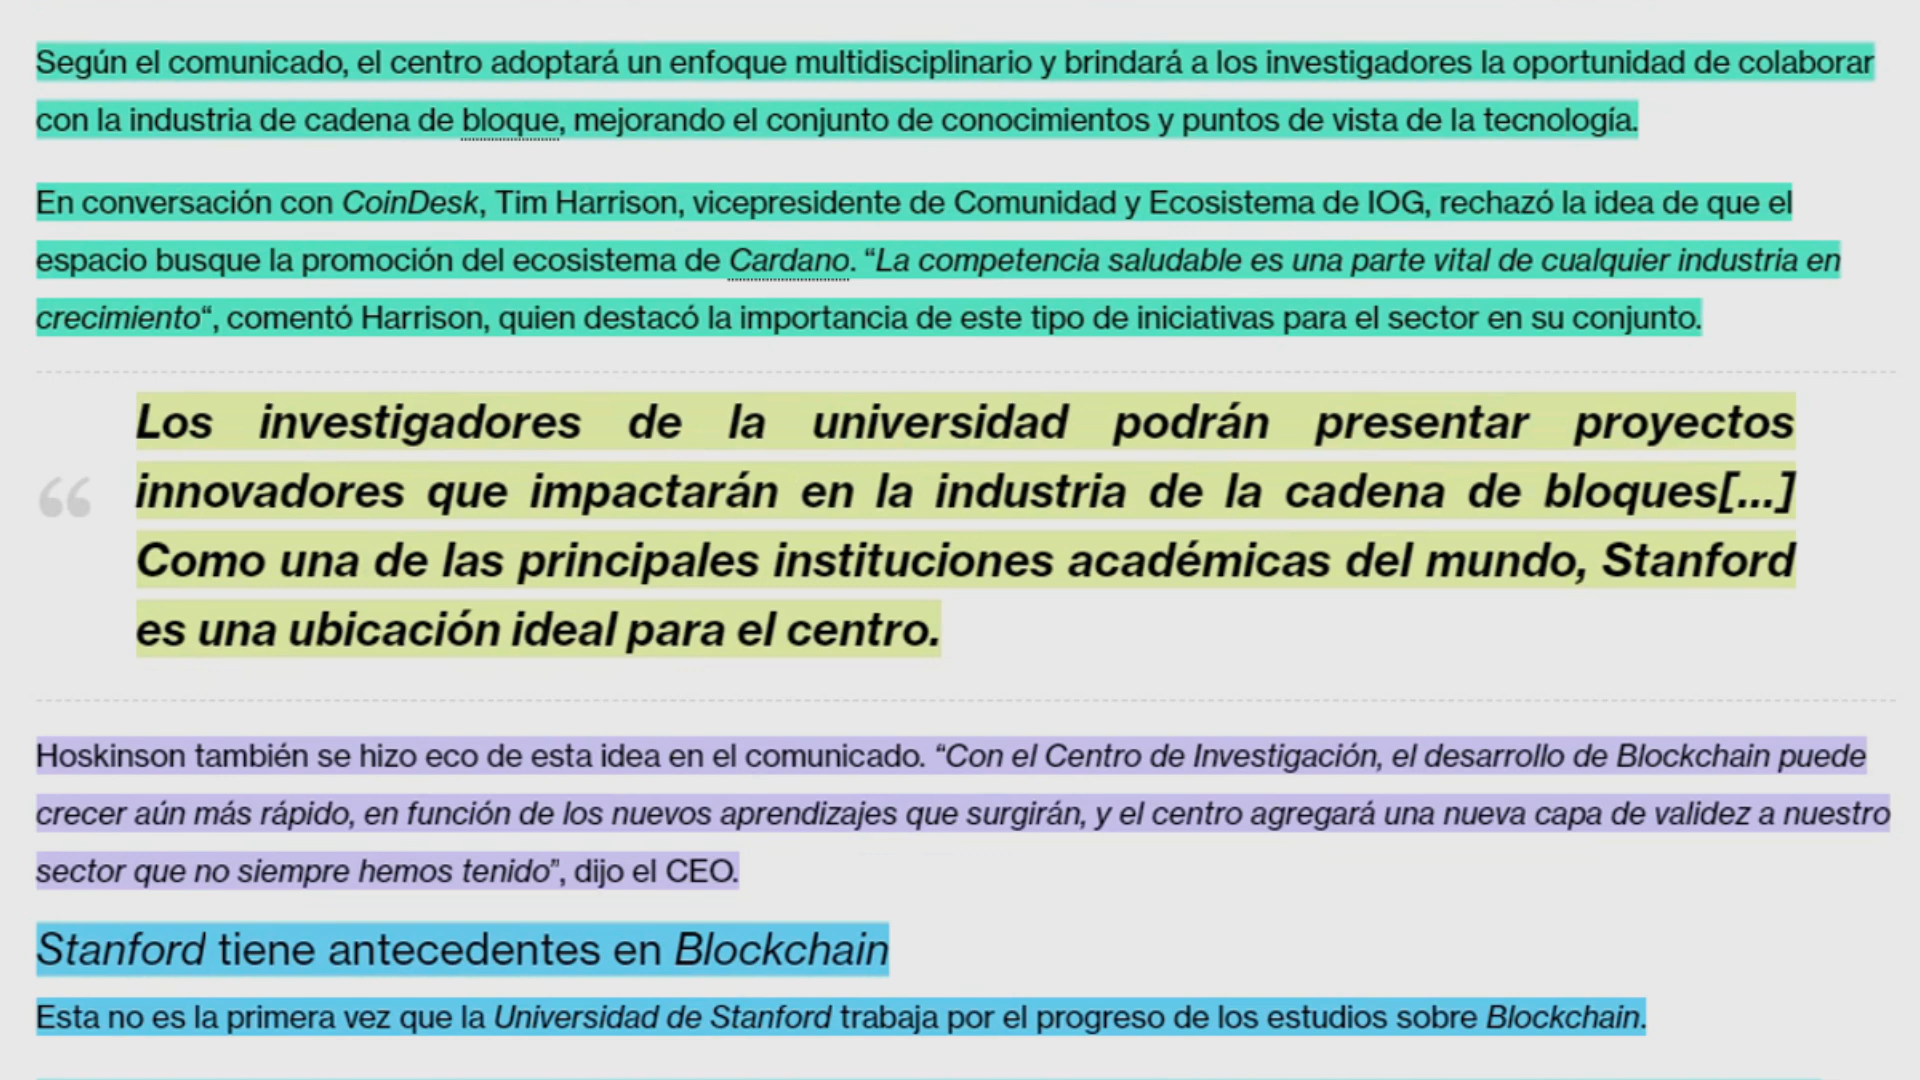 Según el comunicado, el centro adoptará un enfoque multidisciplinario y brindará a los investigadores la oportunidad de colaborar
con la industria de cadena de bloque, mejorando el conjunto de conocimientos y puntos de vista de la tecnología.
En conversación con CoinDesk, Tim Harrison, vicepresidente de Comunidad y Ecosistema de IOG, rechazó la idea de que el
espacio busque la promoción del ecosistema de Cardano. “La competencia saludable es una parte vital de cualquier industria en
crecimiento“, comentó Harrison, quien destacó la importancia de este tipo de iniciativas para el sector en su conjunto.
Los investigadores de la universidad podrán presentar proyectos
innovadores que impactarán en la industria de la cadena de bloques[…]
Como una de las principales instituciones académicas del mundo, Stanford
es una ubicación ideal para el centro.
Hoskinson también se hizo eco de esta idea en el comunicado. “Con el Centro de Investigación, el desarrollo de Blockchain puede
crecer aún más rápido, en función de los nuevos aprendizajes que surgirán, y el centro agregará una nueva capa de validez a nuestro
sector que no siempre hemos tenido”, dijo el CEO.
Stanford tiene antecedentes en Blockchain
Esta no es la primera vez que la Universidad de Stanford trabaja por el progreso de los estudios sobre Blockchain.